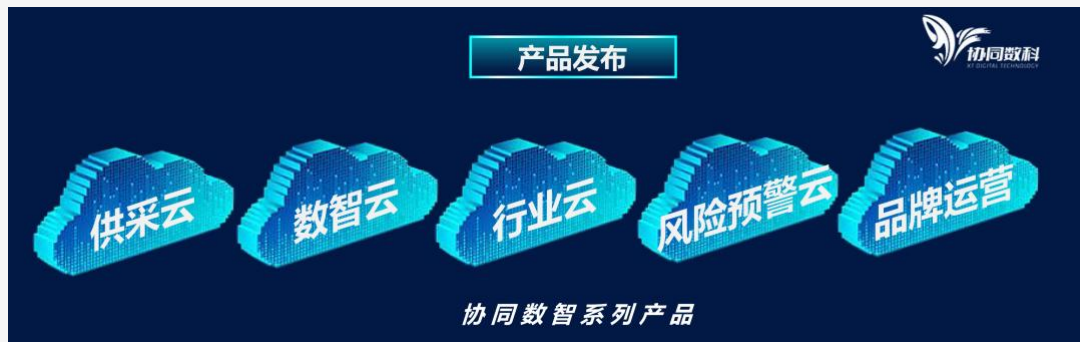 产品发布
协同数科
XT DIGITAL TECHNOLOGY
供采云
数智云
行业云
风险预警云
品牌运营
协同数智系列产品